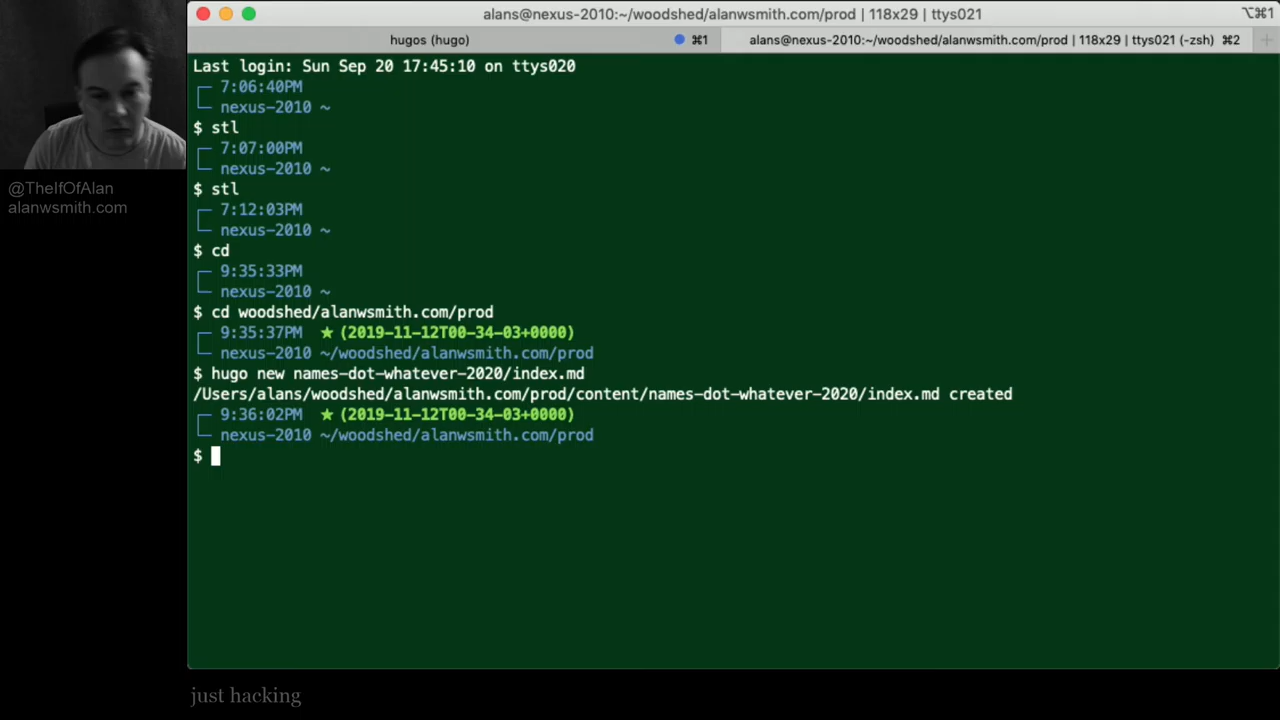 alans@nexus-2010:~/woodshed/alanwsmith.com/prod | 118x29 | ttys021
⌥⌘1
hugos (hugo)
⌘1
alans@nexus-2010:~/woodshed/alanwsmith.com/prod | 118x29 | ttys021 (-zsh)
⌘2
+
Last login: Sun Sep 20 17:45:10 on ttys020
7:06:40PM
nexus-2010 ~
$ stl
7:07:00PM
nexus-2010 ~
$ stl
7:12:03PM
nexus-2010 ~
$ cd
9:35:33PM
nexus-2010 ~
$ cd woodshed/alanwsmith.com/prod
9:35:37PM ★ (2019-11-12T00-34-03+0000)
nexus-2010 ~/woodshed/alanwsmith.com/prod
$ hugo new names-dot-whatever-2020/index.md
/Users/alans/woodshed/alanwsmith.com/prod/content/names-dot-whatever-2020/index.md created
9:36:02PM ★ (2019-11-12T00-34-03+0000)
nexus-2010 ~/woodshed/alanwsmith.com/prod
$
@TheIfOfAlan
alanwsmith.com
just hacking